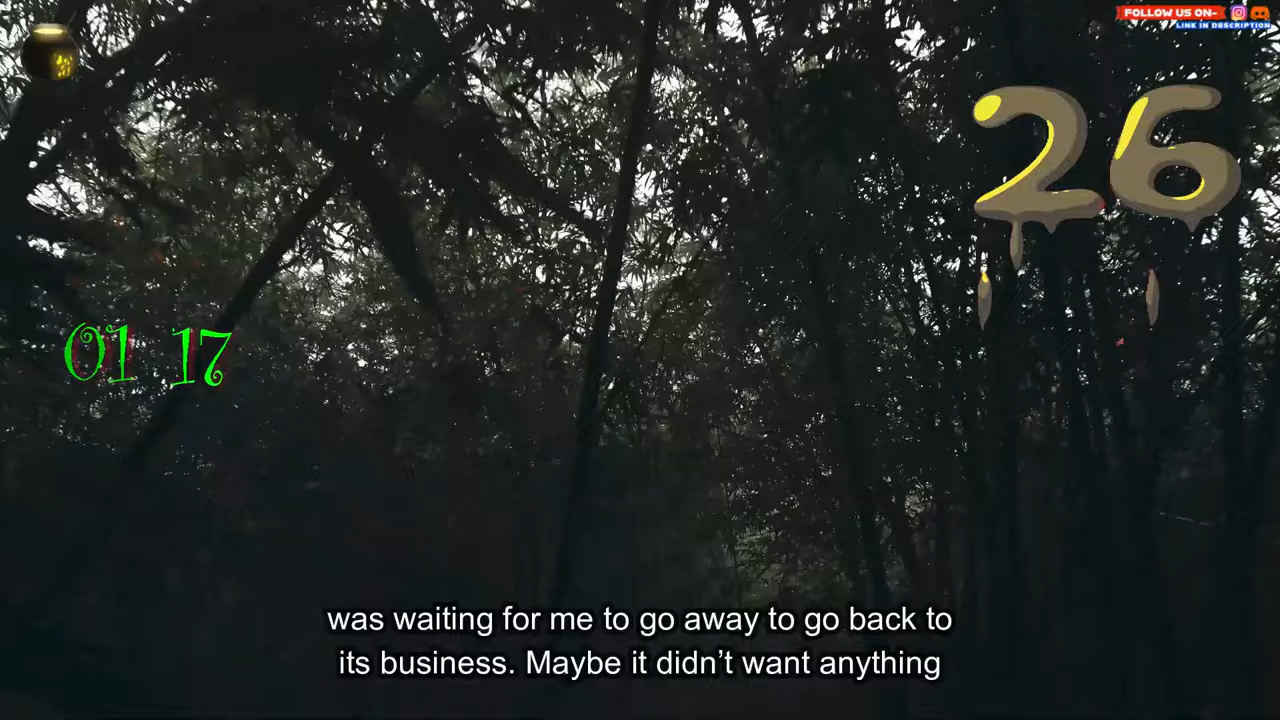 FOLLOW US ON-
LINK IN DESCRIPTION
26
01 17
was waiting for me to go away to go back to
its business. Maybe it didn’t want anything